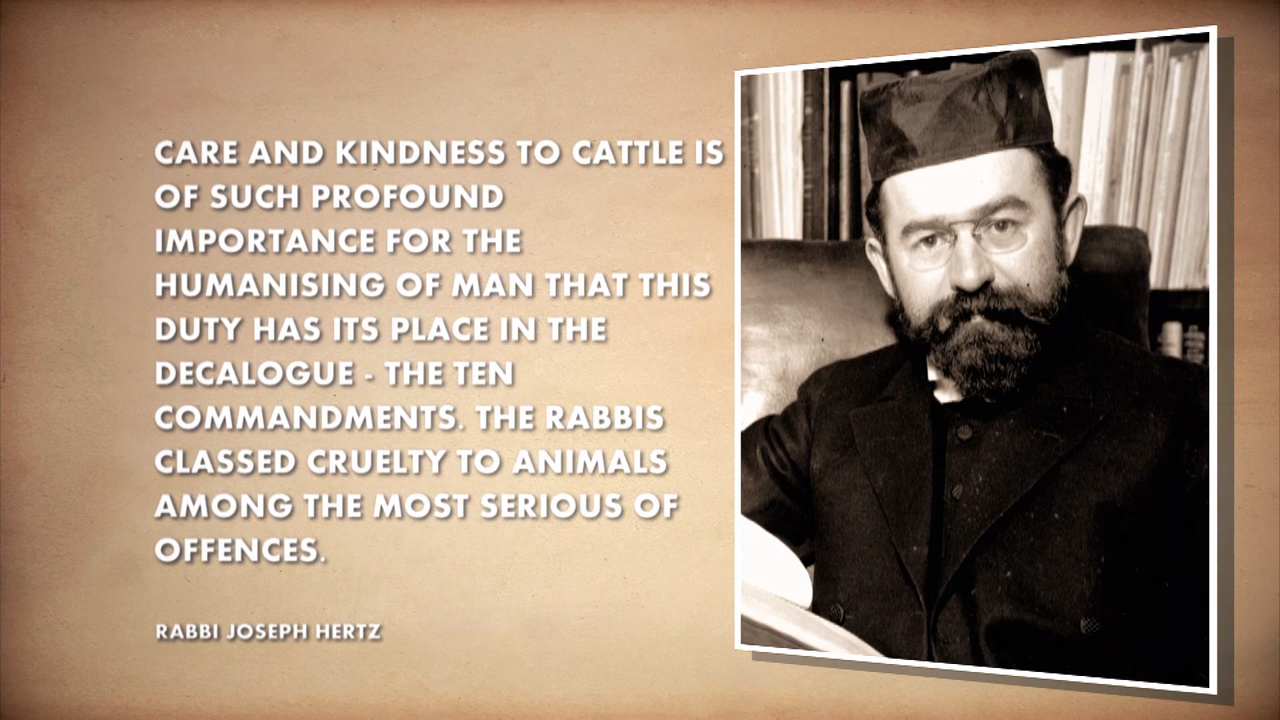 CARE AND KINDNESS TO CATTLE IS
OF SUCH PROFOUND
IMPORTANCE FOR THE
HUMANISING OF MAN THAT THIS
DUTY HAS ITS PLACE IN THE
DECALOGUE - THE TEN
COMMANDMENTS. THE RABBIS
CLASSED CRUELTY TO ANIMALS
AMONG THE MOST SERIOUS OF
OFFENCES.
RABBI JOSEPH HERTZ